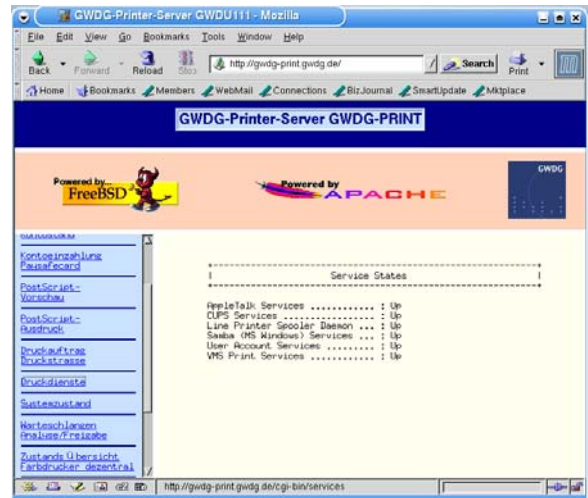 GWDG-Printer-Server GWDU111 - Mozilla
File Edit View Go Bookmarks Tools Window Help
Back Forward Reload Stop http://gwdg-print.gwdg.de/ Search Print
Home Bookmarks Members WebMail Connections BizJournal SmartUpdate Mktplace
GWDG-Printer-Server GWDG-PRINT
Powered by...
FreeBSD
Powered by
APACHE
GWDG
Kontostand
Kontoeinzahlung
Pausafecard
PostScript-
Vorschau
PostScript-
Ausdruck
Druckauftrag
Druckstrasse
Druckdienste
Systemzustand
Warteschlangen
Analyse/Freigabe
Zustands Übersicht
Farbdrucker dezentral
+----------------------------------------------------------+
| Service States |
+----------------------------------------------------------+
AppleTalk Services ............ : Up
CUPS Services ................. : Up
Line Printer Spooler Daemon ... : Up
Samba (MS Windows) Services ... : Up
User Account Services ......... : Up
VMS Print Services ............ : Up
http://gwdg-print.gwdg.de/cgi-bin/services